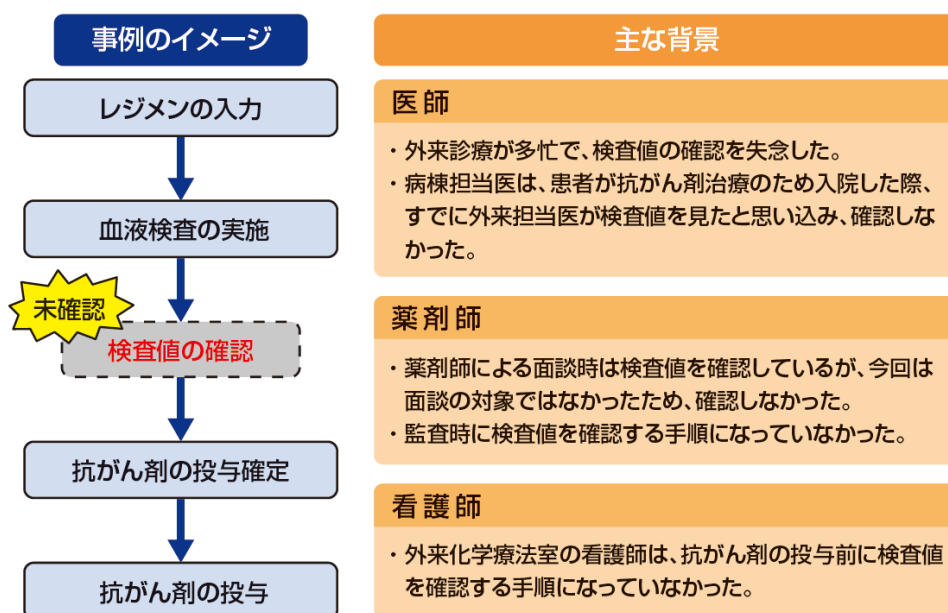 事例のイメージ
レジメンの入力
血液検査の実施
未確認
検査値の確認
抗がん剤の投与確定
抗がん剤の投与
主な背景
医師
・外来診療が多忙で、検査値の確認を失念した。
・病棟担当医は、患者が抗がん剤治療のため入院した際、
すでに外来担当医が検査値を見たと思い込み、確認しな
かった。
薬剤師
・薬剤師による面談時は検査値を確認しているが、今回は
面談の対象ではなかったため、確認しなかった。
・監査時に検査値を確認する手順になっていなかった。
看護師
・外来化学療法室の看護師は、抗がん剤の投与前に検査値
を確認する手順になっていなかった。